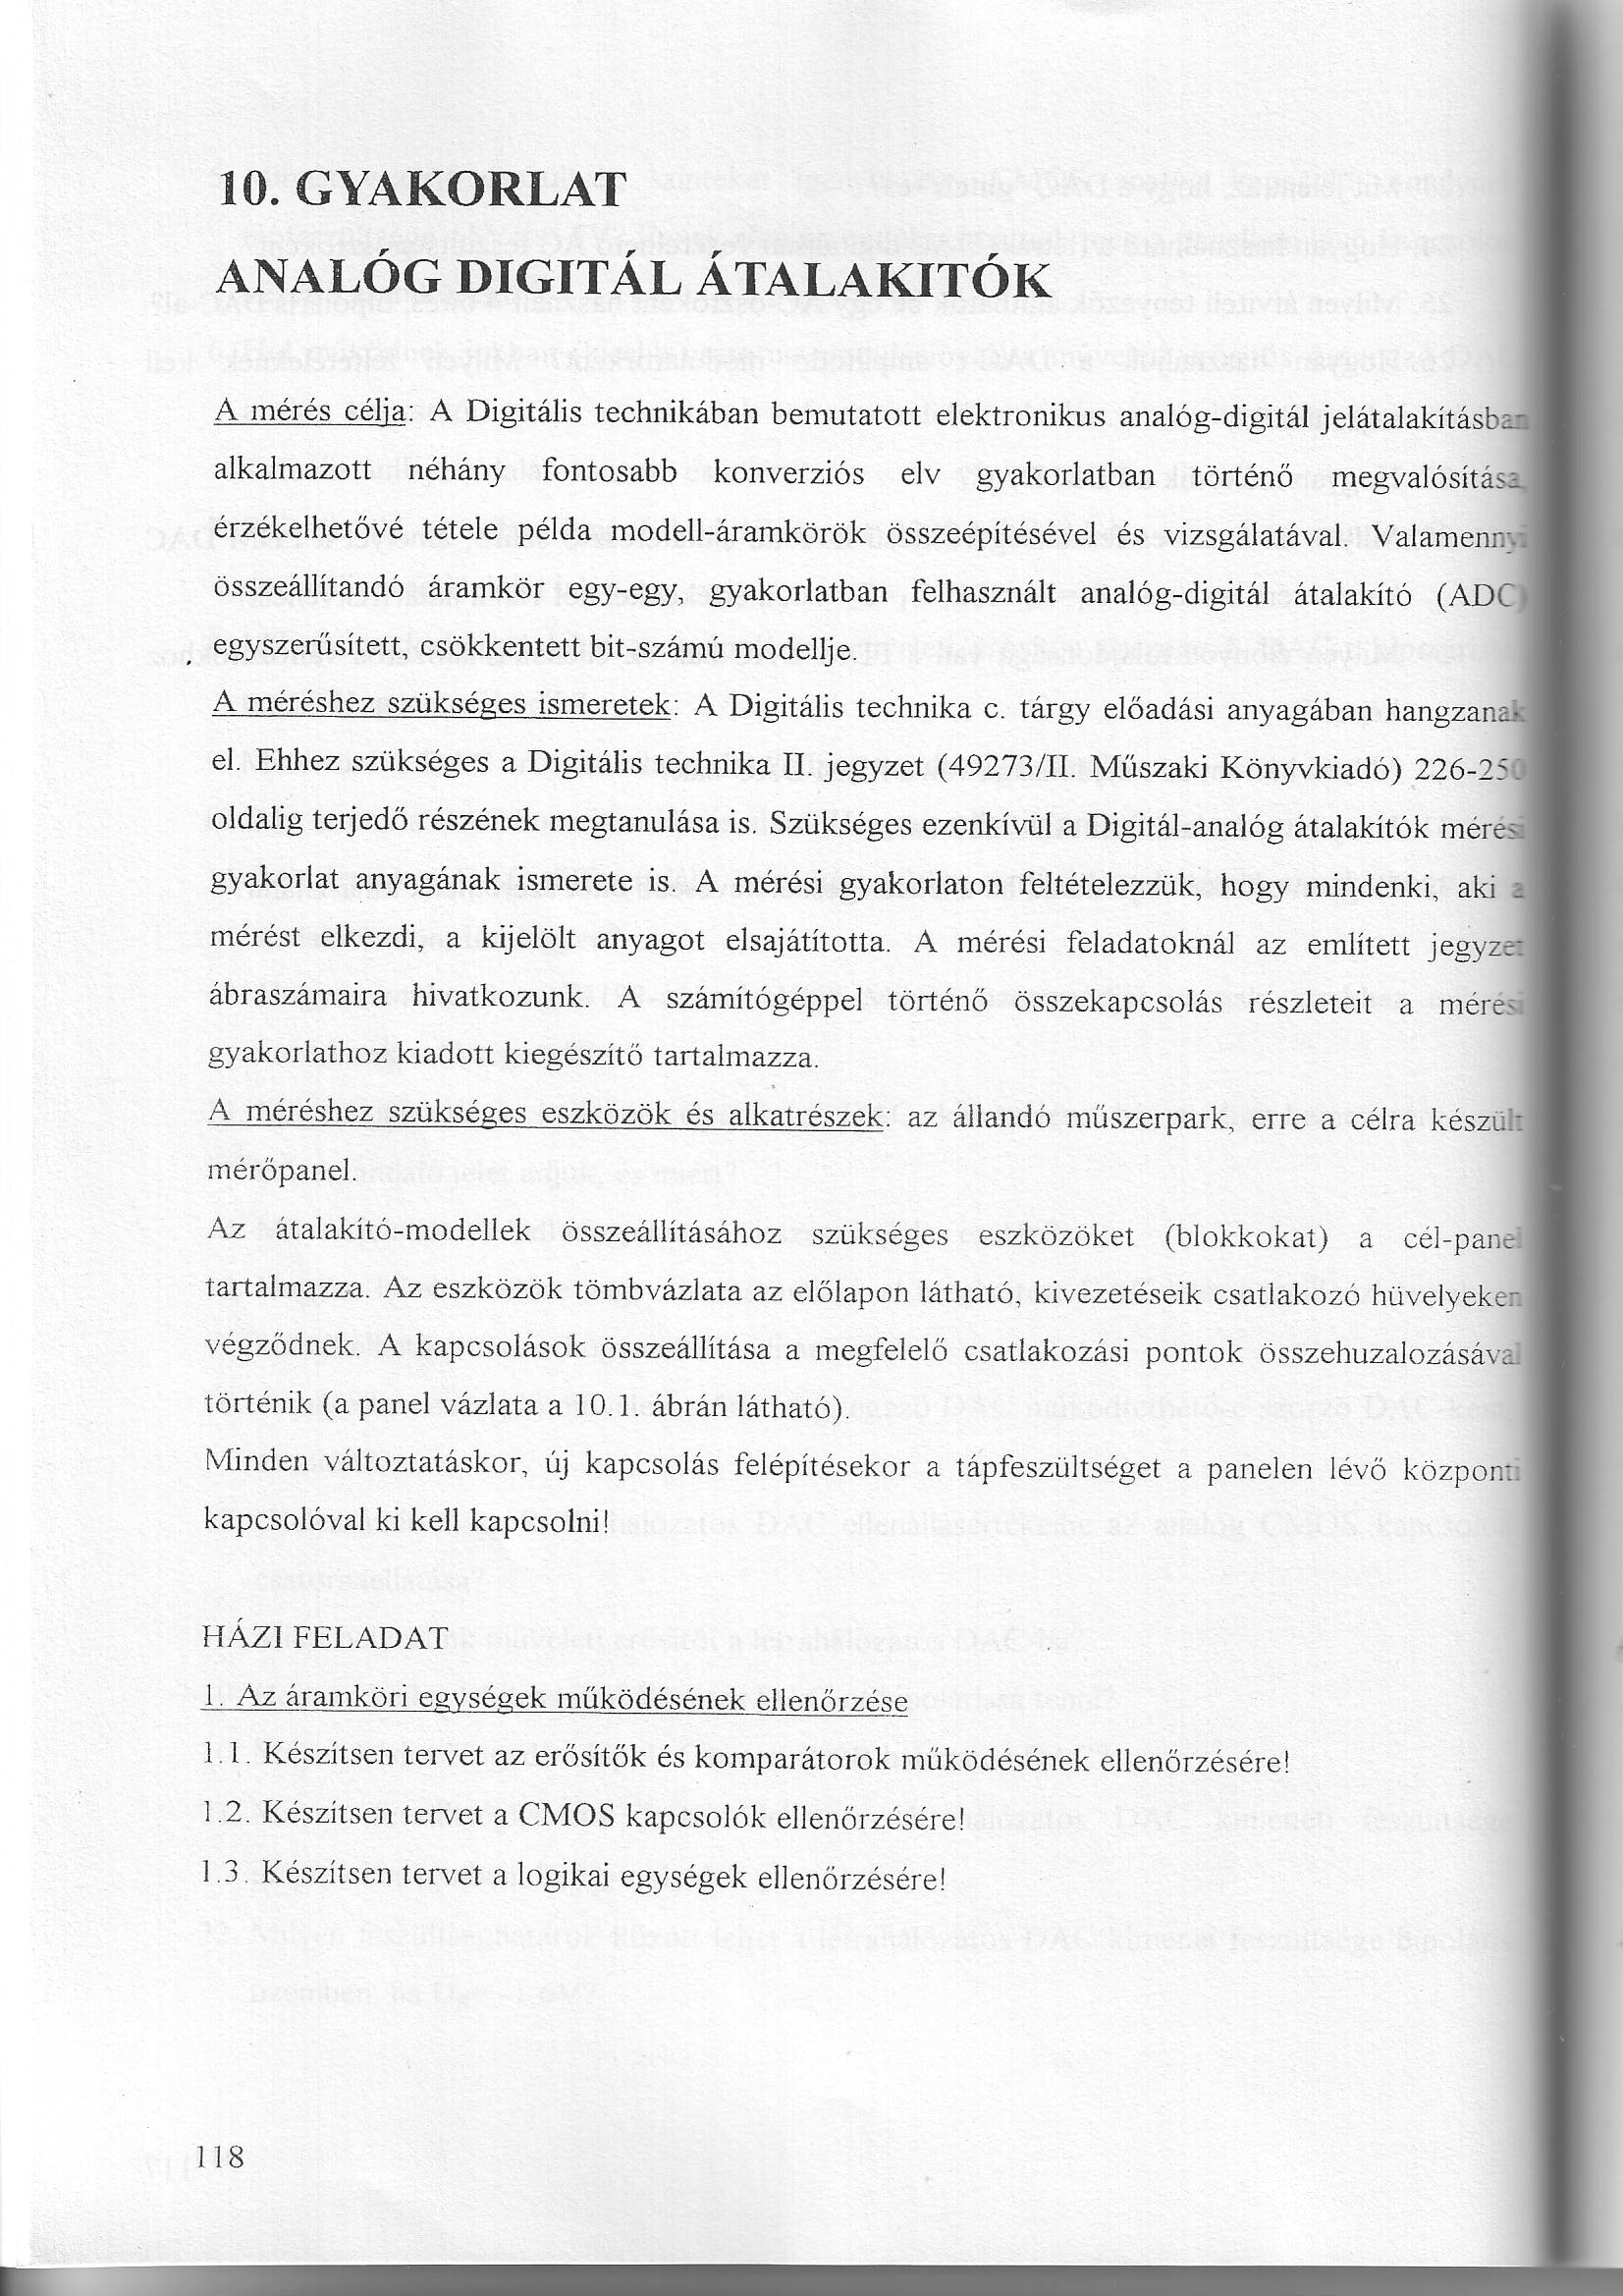 10. GYAKORLAT
ANALÓG DIGITÁL ÁTALAKITÓK
A mérés célja: A Digitális technikában bemutatott elektronikus analóg-digitál jelátalakításban
alkalmazott néhány fontosabb konverziós elv gyakorlatban történő megvalósítása,
érzékelhetővé tétele példa modell-áramkörök összeépítésével és vizsgálatával. Valamennyi
összeállítandó áramkör egy-egy, gyakorlatban felhasznált analóg-digitál átalakító (ADC)
egyszerűsített, csökkentett bit-számú modellje.
A méréshez szükséges ismeretek: A Digitális technika c. tárgy előadási anyagában hangzanak
el. Ehhez szükséges a Digitális technika II. jegyzet (49273/II. Műszaki Könyvkiadó) 226-250
oldalig terjedő részének megtanulása is. Szükséges ezenkívül a Digitál-analóg átalakítók mérési
gyakorlat anyagának ismerete is. A mérési gyakorlaton feltételezzük, hogy mindenki, aki a
mérést elkezdi, a kijelölt anyagot elsajátította. A mérési feladatoknál az említett jegyzet
ábraszámaira hivatkozunk. A számítógéppel történő összekapcsolás részleteit a mérési
gyakorlathoz kiadott kiegészítő tartalmazza.
A méréshez szükséges eszközök és alkatrészek: az állandó műszerpark, erre a célra készült
mérőpanel.
Az átalakító-modellek összeállításához szükséges eszközöket (blokkokat) a cél-panel
tartalmazza. Az eszközök tömbvázlata az előlapon látható, kivezetéseik csatlakozó hüvelyeken
végződnek. A kapcsolások összeállítása a megfelelő csatlakozási pontok összehuzalozásával
történik (a panel vázlata a 10.1. ábrán látható).
Minden változtatáskor, új kapcsolás felépítésekor a tápfeszültséget a panelen lévő központi
kapcsolóval ki kell kapcsolni!
HÁZI FELADAT
1. Az áramköri egységek működésének ellenőrzése
1.1. Készítsen tervet az erősítők és komparátorok működésének ellenőrzésére!
1.2. Készítsen tervet a CMOS kapcsolók ellenőrzésére!
1.3. Készítsen tervet a logikai egységek ellenőrzésére!
118